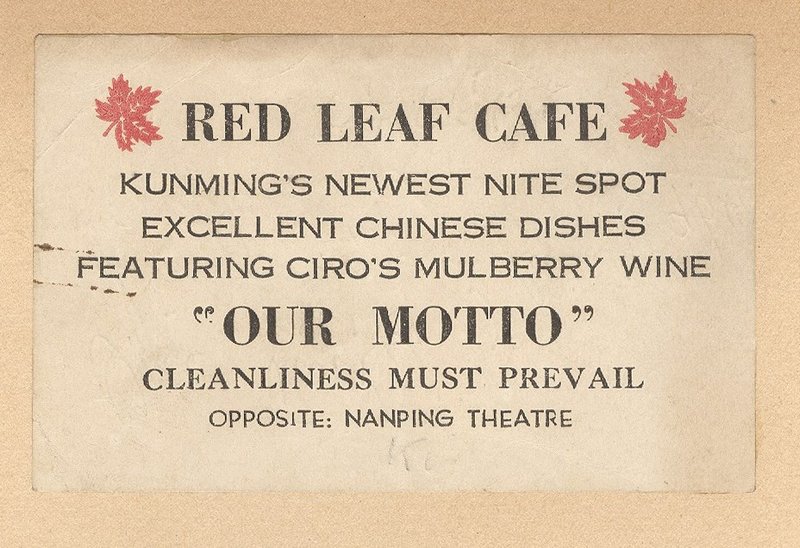 RED LEAF CAFE
KUNMING'S NEWEST NITE SPOT
EXCELLENT CHINESE DISHES
FEATURING CIRO'S MULBERRY WINE
"OUR MOTTO"
CLEANLINESS MUST PREVAIL
OPPOSITE: NANPING THEATRE